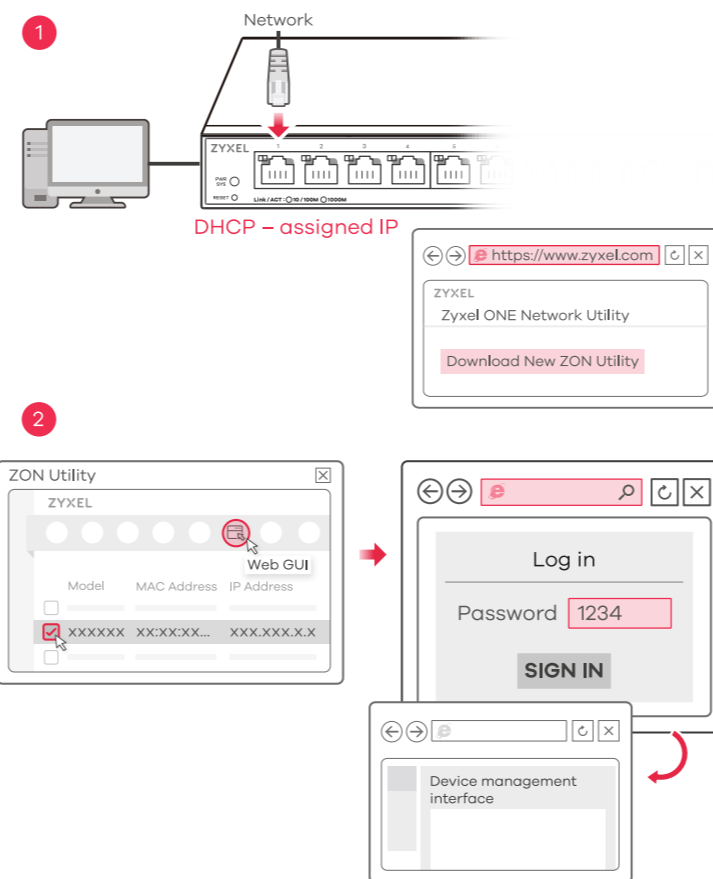 1
Network
ZYXEL
1 2 3 4 5
PWR
SYS
RESET
Link / ACT : 10 / 100M 1000M
DHCP – assigned IP
https://www.zyxel.com
ZYXEL
Zyxel ONE Network Utility
Download New ZON Utility
2
ZON Utility
ZYXEL
Web GUI
Model MAC Address IP Address
xxxxxx xx:xx:xx... xxx.xxx.x.x
Log in
Password 1234
SIGN IN
Device management
interface